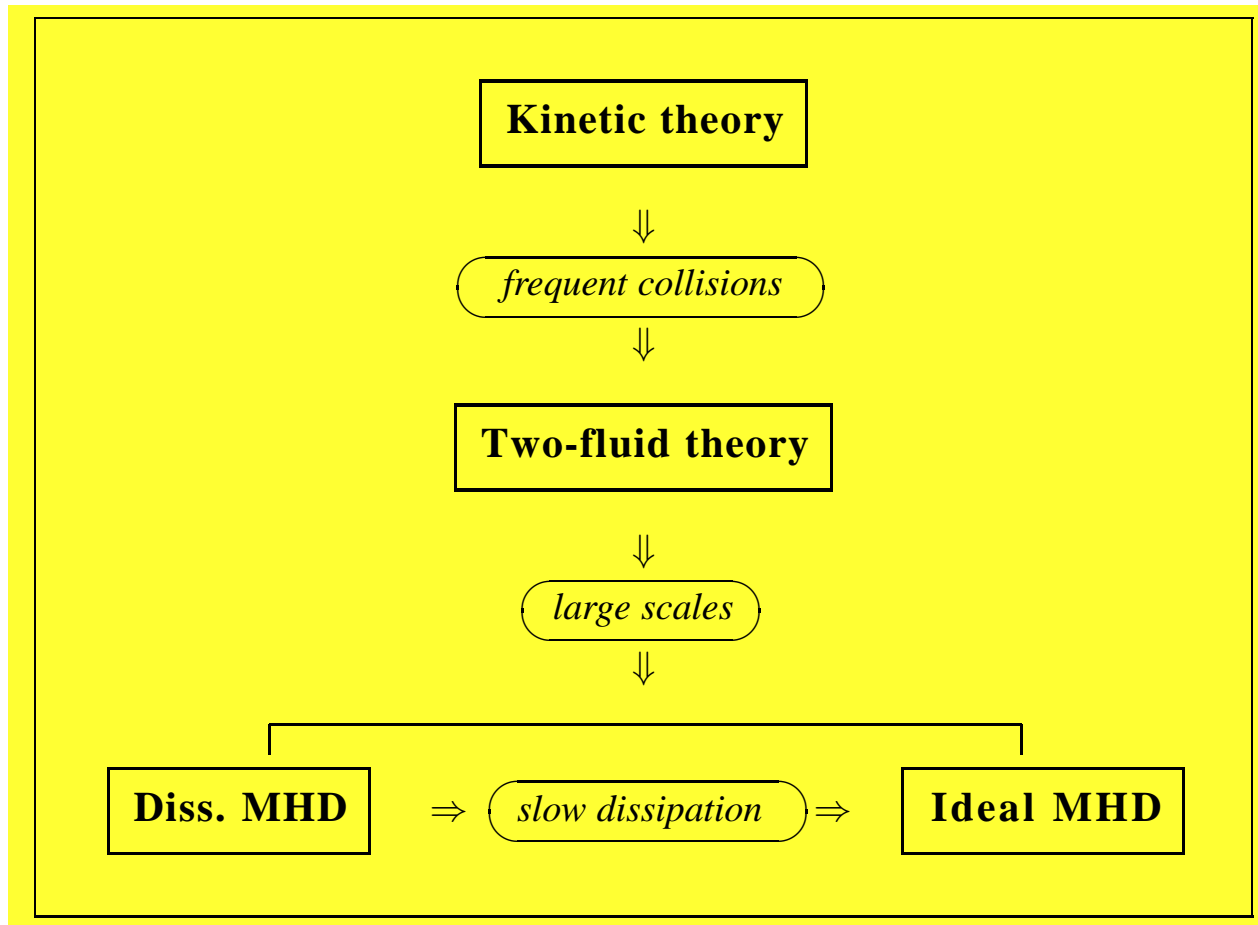 Kinetic theory
⇓
frequent collisions
⇓
Two-fluid theory
⇓
large scales
⇓
Diss. MHD ⇒ slow dissipation ⇒ Ideal MHD